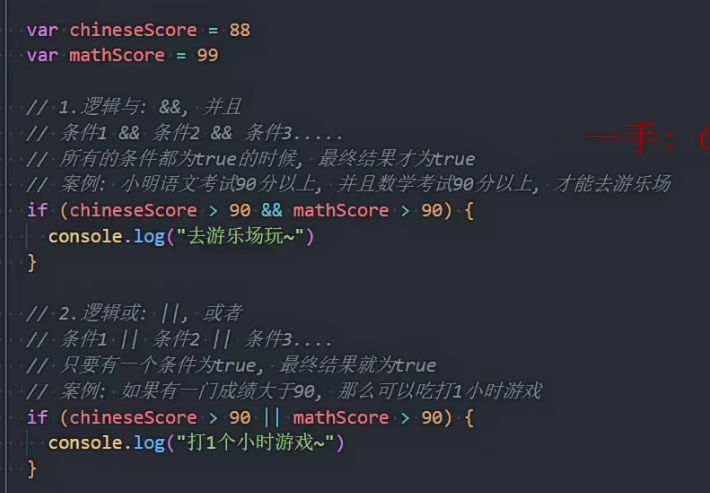 var chineseScore = 88
var mathScore = 99
// 1.逻辑与: &&, 并且
// 条件1 && 条件2 && 条件3.....
一手:
// 所有的条件都为true的时候, 最终结果才为true
// 案例: 小明语文考试90分以上, 并且数学考试90分以上, 才能去游乐场
if (chineseScore > 90 && mathScore > 90) {
console.log("去游乐场玩~")
}
// 2.逻辑或: ||, 或者
// 条件1 || 条件2 || 条件3....
// 只要有一个条件为true, 最终结果就为true
// 案例: 如果有一门成绩大于90, 那么可以吃打1小时游戏
if (chineseScore > 90 || mathScore > 90) {
console.log("打1个小时游戏~")
}